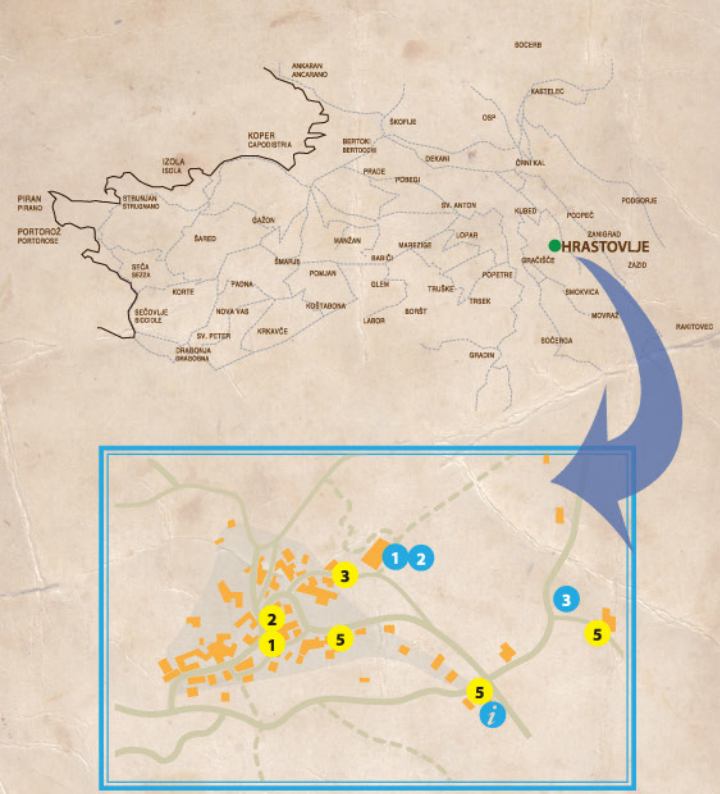 SOCERB
ANKARAN
ANCARANO
KASTELEC
OSP
ŠKOFIJE
KOPER
CAPODISTRIA
BERTOKI
BERTOCCHI
DEKANI
ČRNI KAL
IZOLA
ISOLA
PRADE
POBEGI
PIRAN
PIRANO
STRUNJAN
STRUGNANO
SV. ANTON
KUBED
PODPEČ
PODGORJE
PORTOROŽ
PORTOROSE
GAŽON
ŠARED
MANŽAN
MAREZIGE
LOPAR
ZANIGRAD
HRASTOVLJE
SEČA
SEZZA
ŠMARJE
POMJAN
BABIČI
GRAČIŠČE
ZAZID
KORTE
PADNA
GLEM
TRUŠKE
POPETRE
SMOKVICA
SEČOVLJE
SICCIOLE
NOVA VAS
KOŠTABONA
LABOR
BORŠT
TRSEK
MOVRAŽ
RAKITOVEC
SV. PETER
KRKAVČE
SOČERGA
DRAGONJA
DRAGOGNA
GRADIN
1 2
3
3
2
1
5
5
5
i